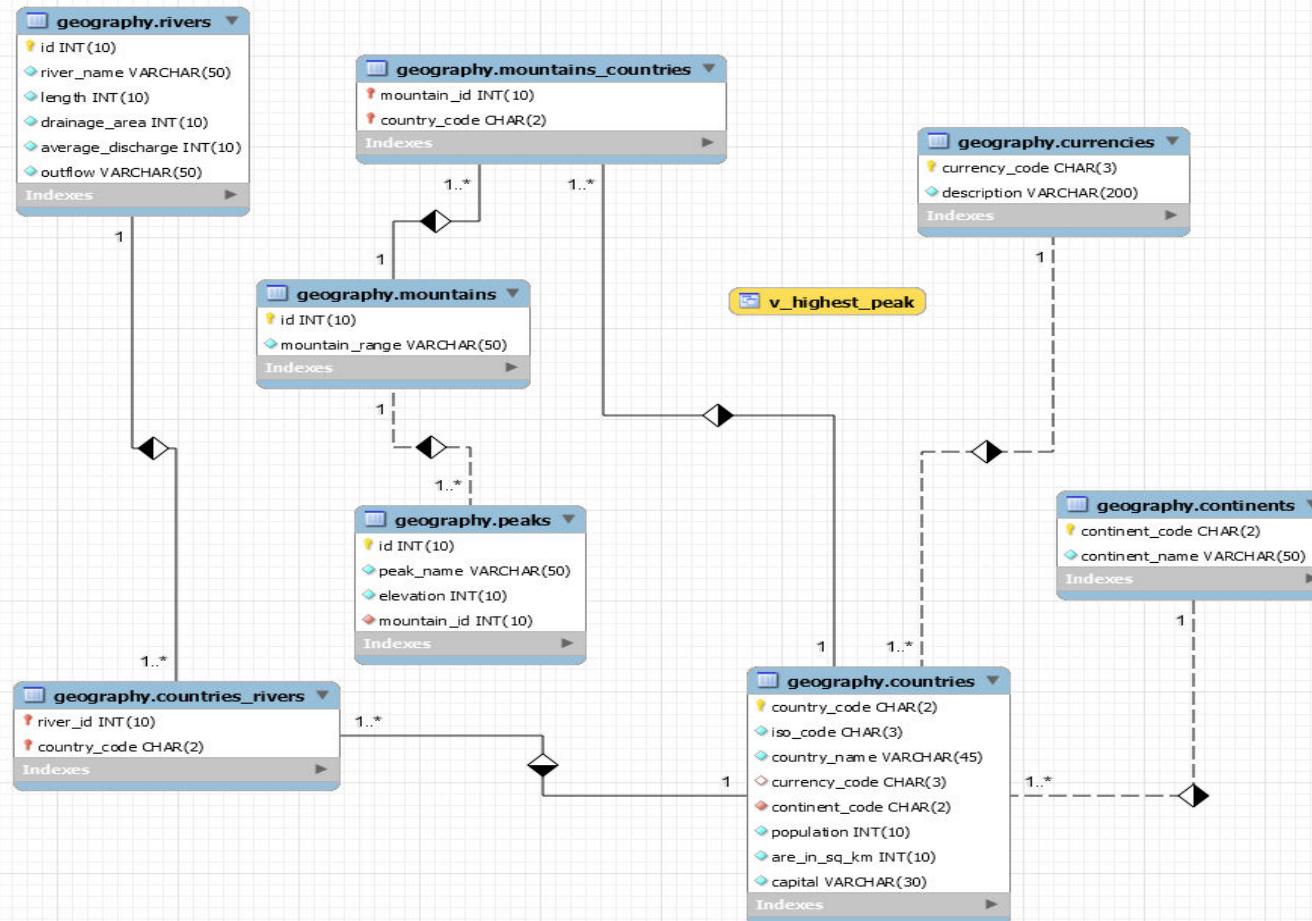 geography.rivers
id INT(10)
river_name VARCHAR(50)
length INT(10)
drainage_area INT(10)
average_discharge INT(10)
outflow VARCHAR(50)
Indexes
1
geography.mountains_countries
mountain_id INT(10)
country_code CHAR(2)
Indexes
1..*
1..*
geography.currencies
currency_code CHAR(3)
description VARCHAR(200)
Indexes
1
1
geography.mountains
id INT(10)
mountain_range VARCHAR(50)
Indexes
1
v_highest_peak
1..*
geography.peaks
id INT(10)
peak_name VARCHAR(50)
elevation INT(10)
mountain_id INT(10)
Indexes
geography.continents
continent_code CHAR(2)
continent_name VARCHAR(50)
Indexes
1
1..*
geography.countries_rivers
river_id INT(10)
country_code CHAR(2)
Indexes
1..*
1
1..*
geography.countries
country_code CHAR(2)
iso_code CHAR(3)
country_name VARCHAR(45)
currency_code CHAR(3)
continent_code CHAR(2)
population INT(10)
are_in_sq_km INT(10)
capital VARCHAR(30)
Indexes
1
1..*